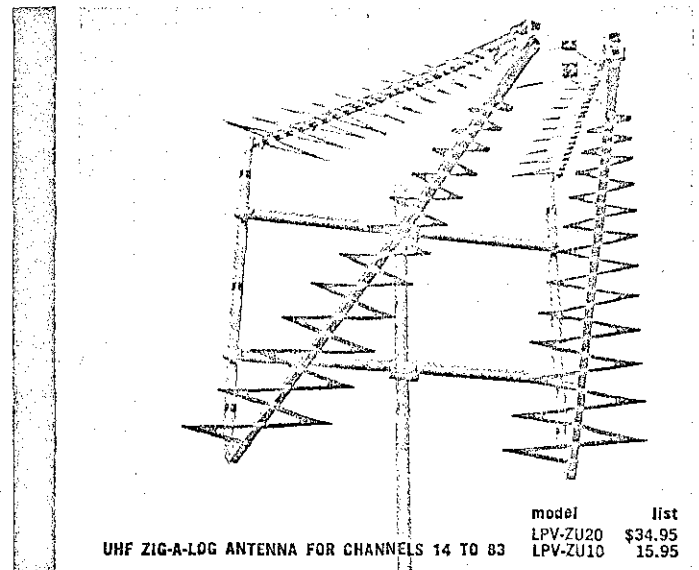 model list
LPV-ZU20 $34.95
UHF ZIG-A-LOG ANTENNA FOR CHANNELS 14 TO 83 LPV-ZU10 15.95